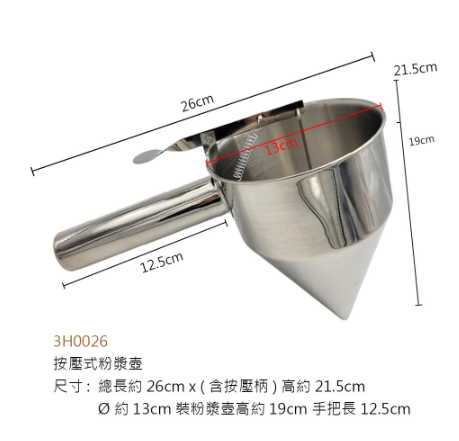 26cm
21.5cm
13cm
19cm
12.5cm
3H0026
按壓式粉漿壺
尺寸 : 總長約 26cm x ( 含按壓柄 ) 高約 21.5cm
Ø 約 13cm 裝粉漿壺高約 19cm 手把長 12.5cm